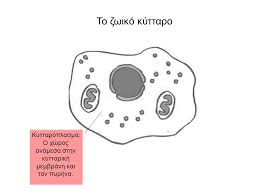 Το ζωικό κύτταρο
Κυτταρόπλασμα:
Ο χώρος
ανάμεσα στην
κυτταρική
μεμβράνη και
τον πυρήνα.